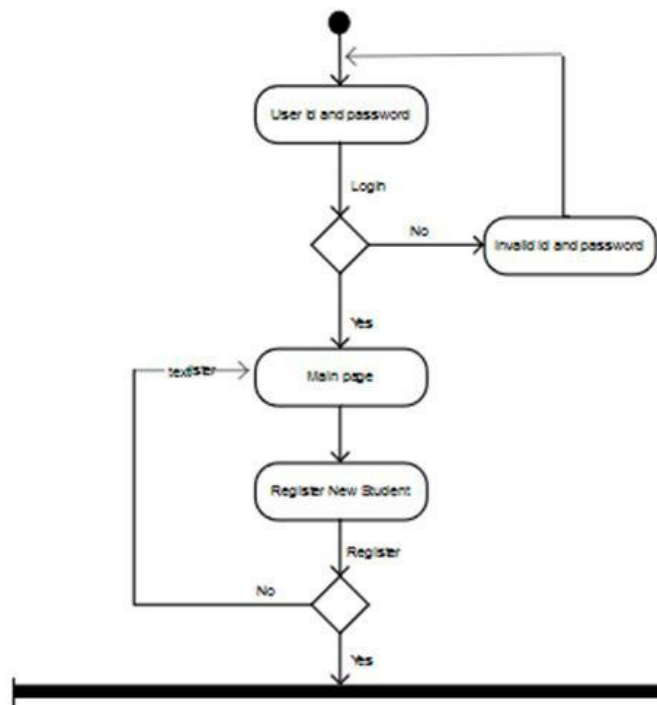 User id and password
Login
No
Invalid id and password
Yes
Main page
Register New Student
Register
No
Yes